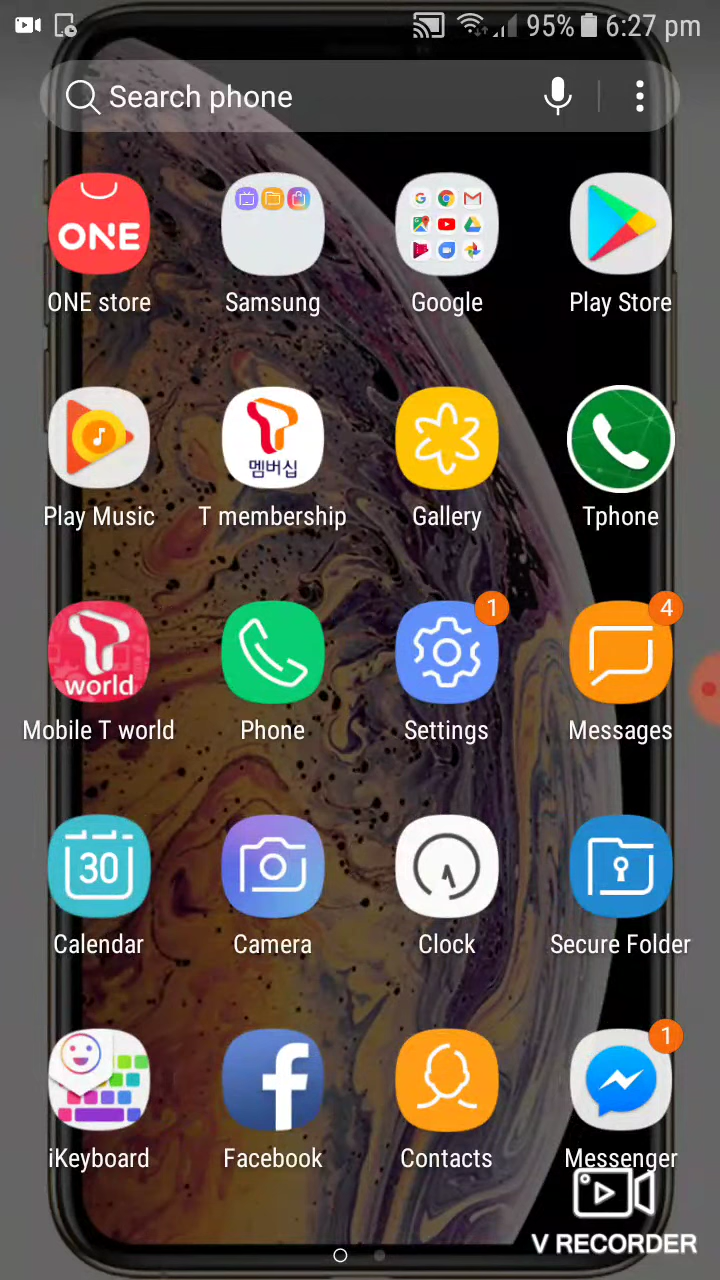 95% 6:27 pm
Search phone
ONE
ONE store
Samsung
Google
Play Store
멤버십
Play Music
T membership
Gallery
Tphone
1
4
world
Mobile T world
Phone
Settings
Messages
30
Calendar
Camera
Clock
Secure Folder
1
iKeyboard
Facebook
Contacts
Messenger
V RECORDER